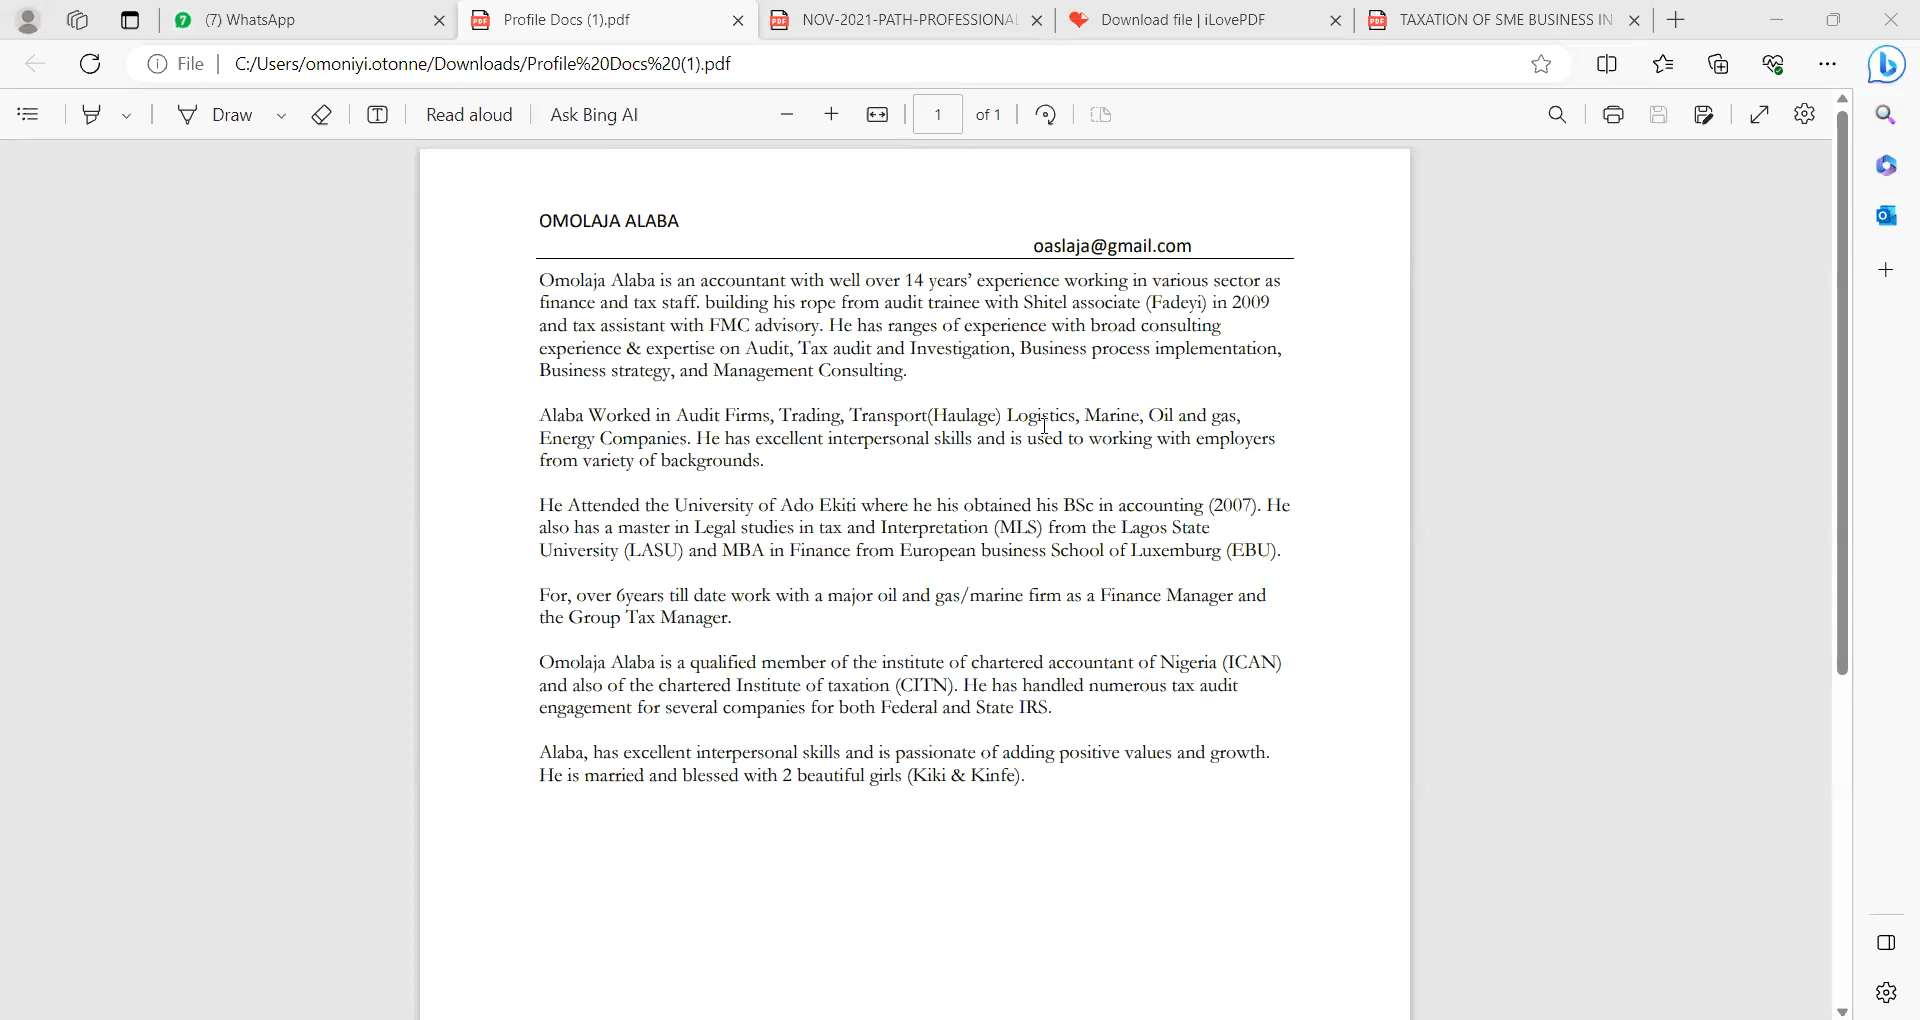 (7) WhatsApp
Profile Docs (1).pdf
NOV-2021-PATH-PROFESSIONAL
Download file | iLovePDF
TAXATION OF SME BUSINESS IN
File
C:/Users/omoniyi.otonne/Downloads/Profile%20Docs%20(1).pdf
Draw
Read aloud
Ask Bing AI
1
of 1
OMOLAJA ALABA
oaslaja@gmail.com
Omolaja Alaba is an accountant with well over 14 years’ experience working in various sector as
finance and tax staff. building his rope from audit trainee with Shitel associate (Fadeyi) in 2009
and tax assistant with FMC advisory. He has ranges of experience with broad consulting
experience & expertise on Audit, Tax audit and Investigation, Business process implementation,
Business strategy, and Management Consulting.
Alaba Worked in Audit Firms, Trading, Transport(Haulage) Logistics, Marine, Oil and gas,
Energy Companies. He has excellent interpersonal skills and is used to working with employers
from variety of backgrounds.
He Attended the University of Ado Ekiti where he his obtained his BSc in accounting (2007). He
also has a master in Legal studies in tax and Interpretation (MLS) from the Lagos State
University (LASU) and MBA in Finance from European business School of Luxemburg (EBU).
For, over 6years till date work with a major oil and gas/marine firm as a Finance Manager and
the Group Tax Manager.
Omolaja Alaba is a qualified member of the institute of chartered accountant of Nigeria (ICAN)
and also of the chartered Institute of taxation (CITN). He has handled numerous tax audit
engagement for several companies for both Federal and State IRS.
Alaba, has excellent interpersonal skills and is passionate of adding positive values and growth.
He is married and blessed with 2 beautiful girls (Kiki & Kinfe).